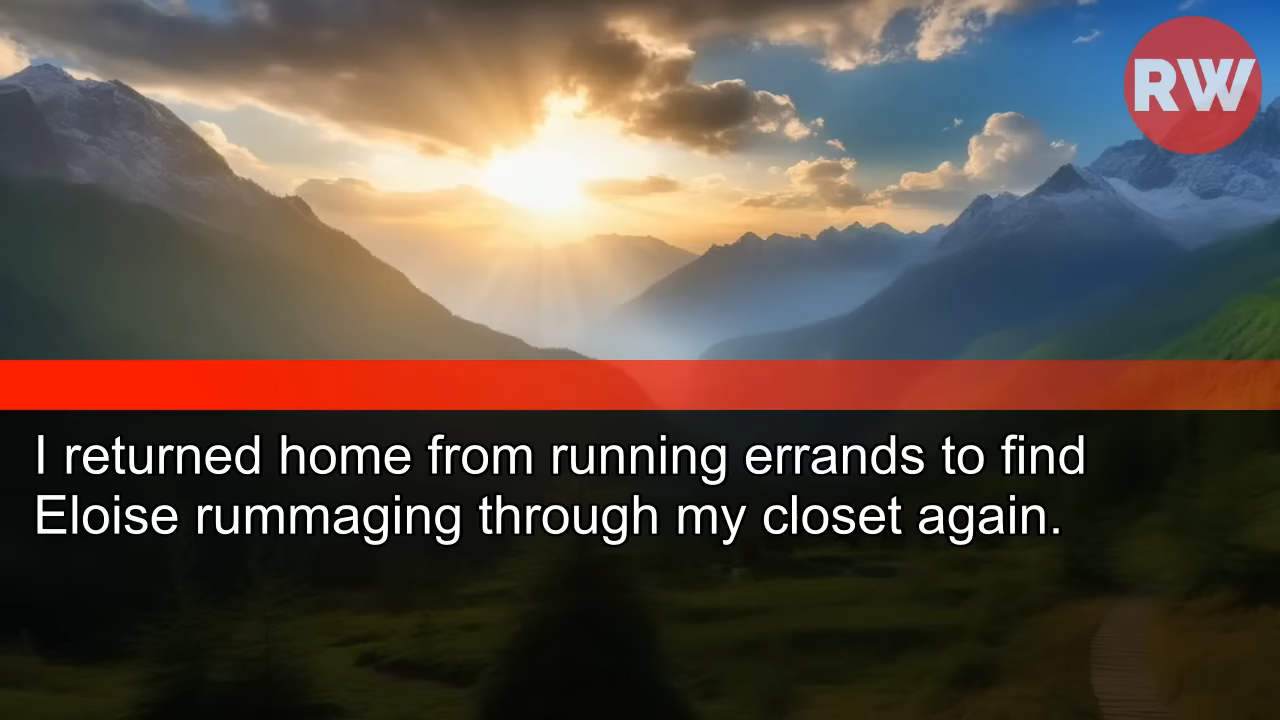 RW
I returned home from running errands to find
Eloise rummaging through my closet again.